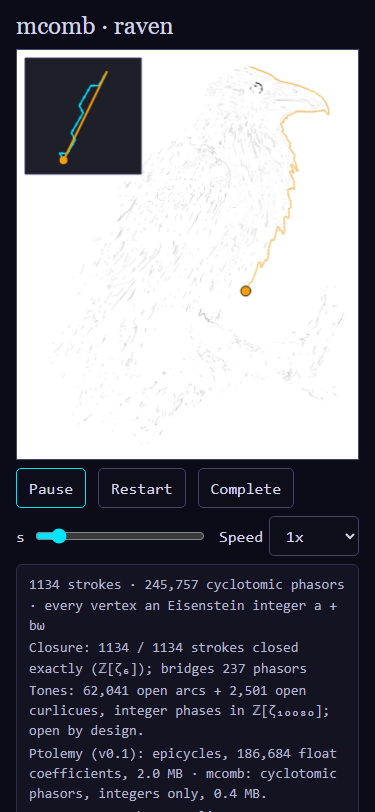 mcomb · raven
Pause
Restart
Complete
s
Speed
1x
1134 strokes · 245,757 cyclotomic phasors
· every vertex an Eisenstein integer a +
bω
Closure: 1134 / 1134 strokes closed
exactly (ℤ[ζ₆]); bridges 237 phasors
Tones: 62,041 open arcs + 2,501 open
curlicues, integer phases in ℤ[ζ₁₀₀₈₀];
open by design.
Ptolemy (v0.1): epicycles, 186,684 float
coefficients, 2.0 MB · mcomb: cyclotomic
phasors, integers only, 0.4 MB.